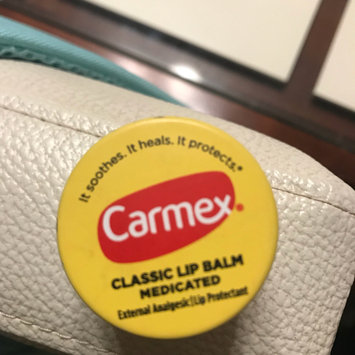 It soothes. It heals. It protects.*
Carmex®
CLASSIC LIP BALM
MEDICATED
External Analgesic | Lip Protectant